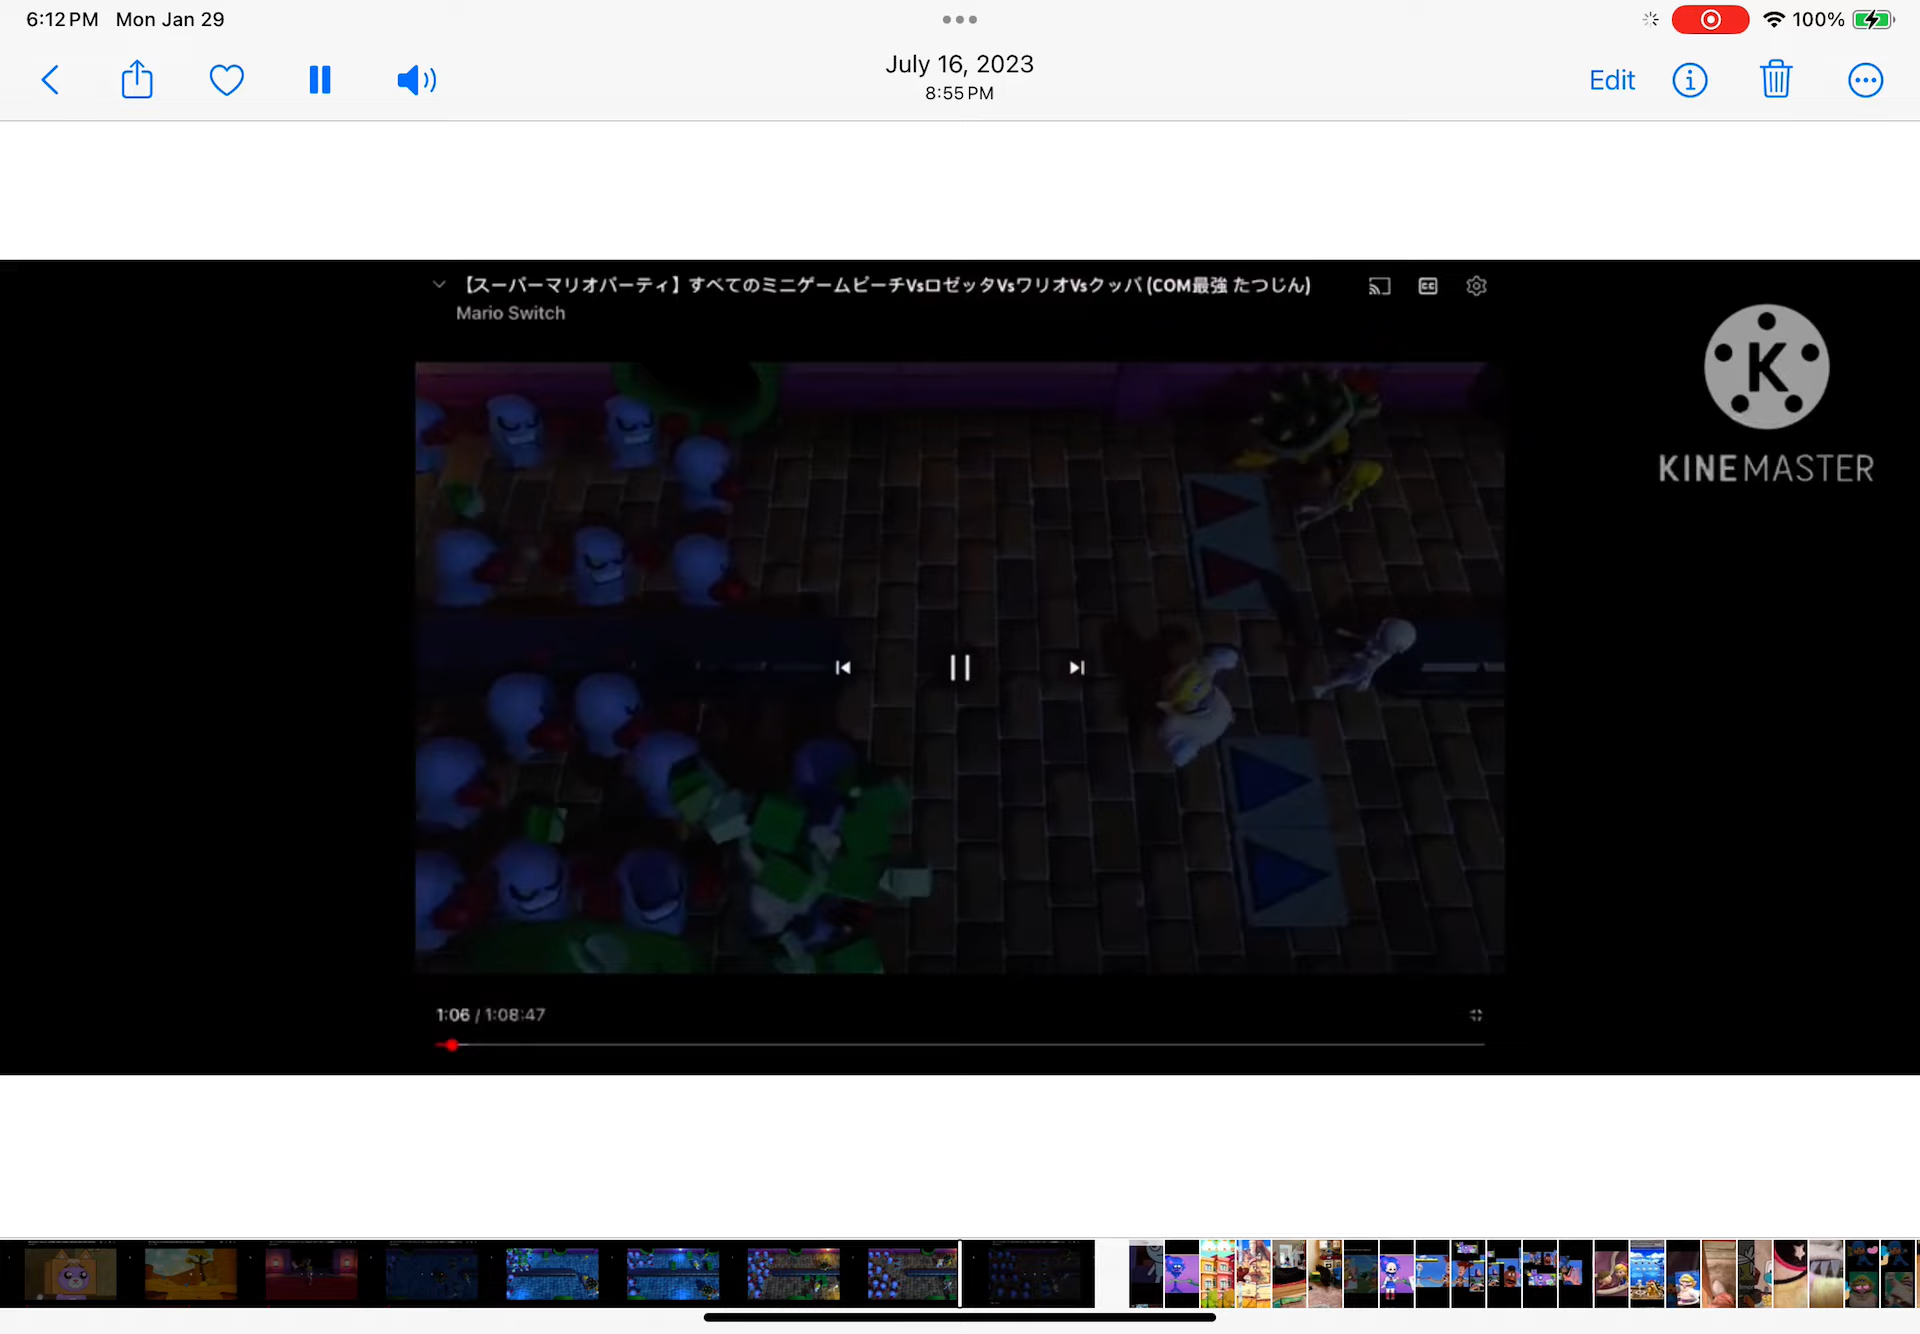 6:12 PM Mon Jan 29
100%
July 16, 2023
8:55 PM
Edit
【スーパーマリオパーティ】すべてのミニゲームピーチVsロゼッタVsワリオVsクッパ (COM最強 たつじん)
CC
Mario Switch
K
KINEMASTER
1:06 / 1:08:47